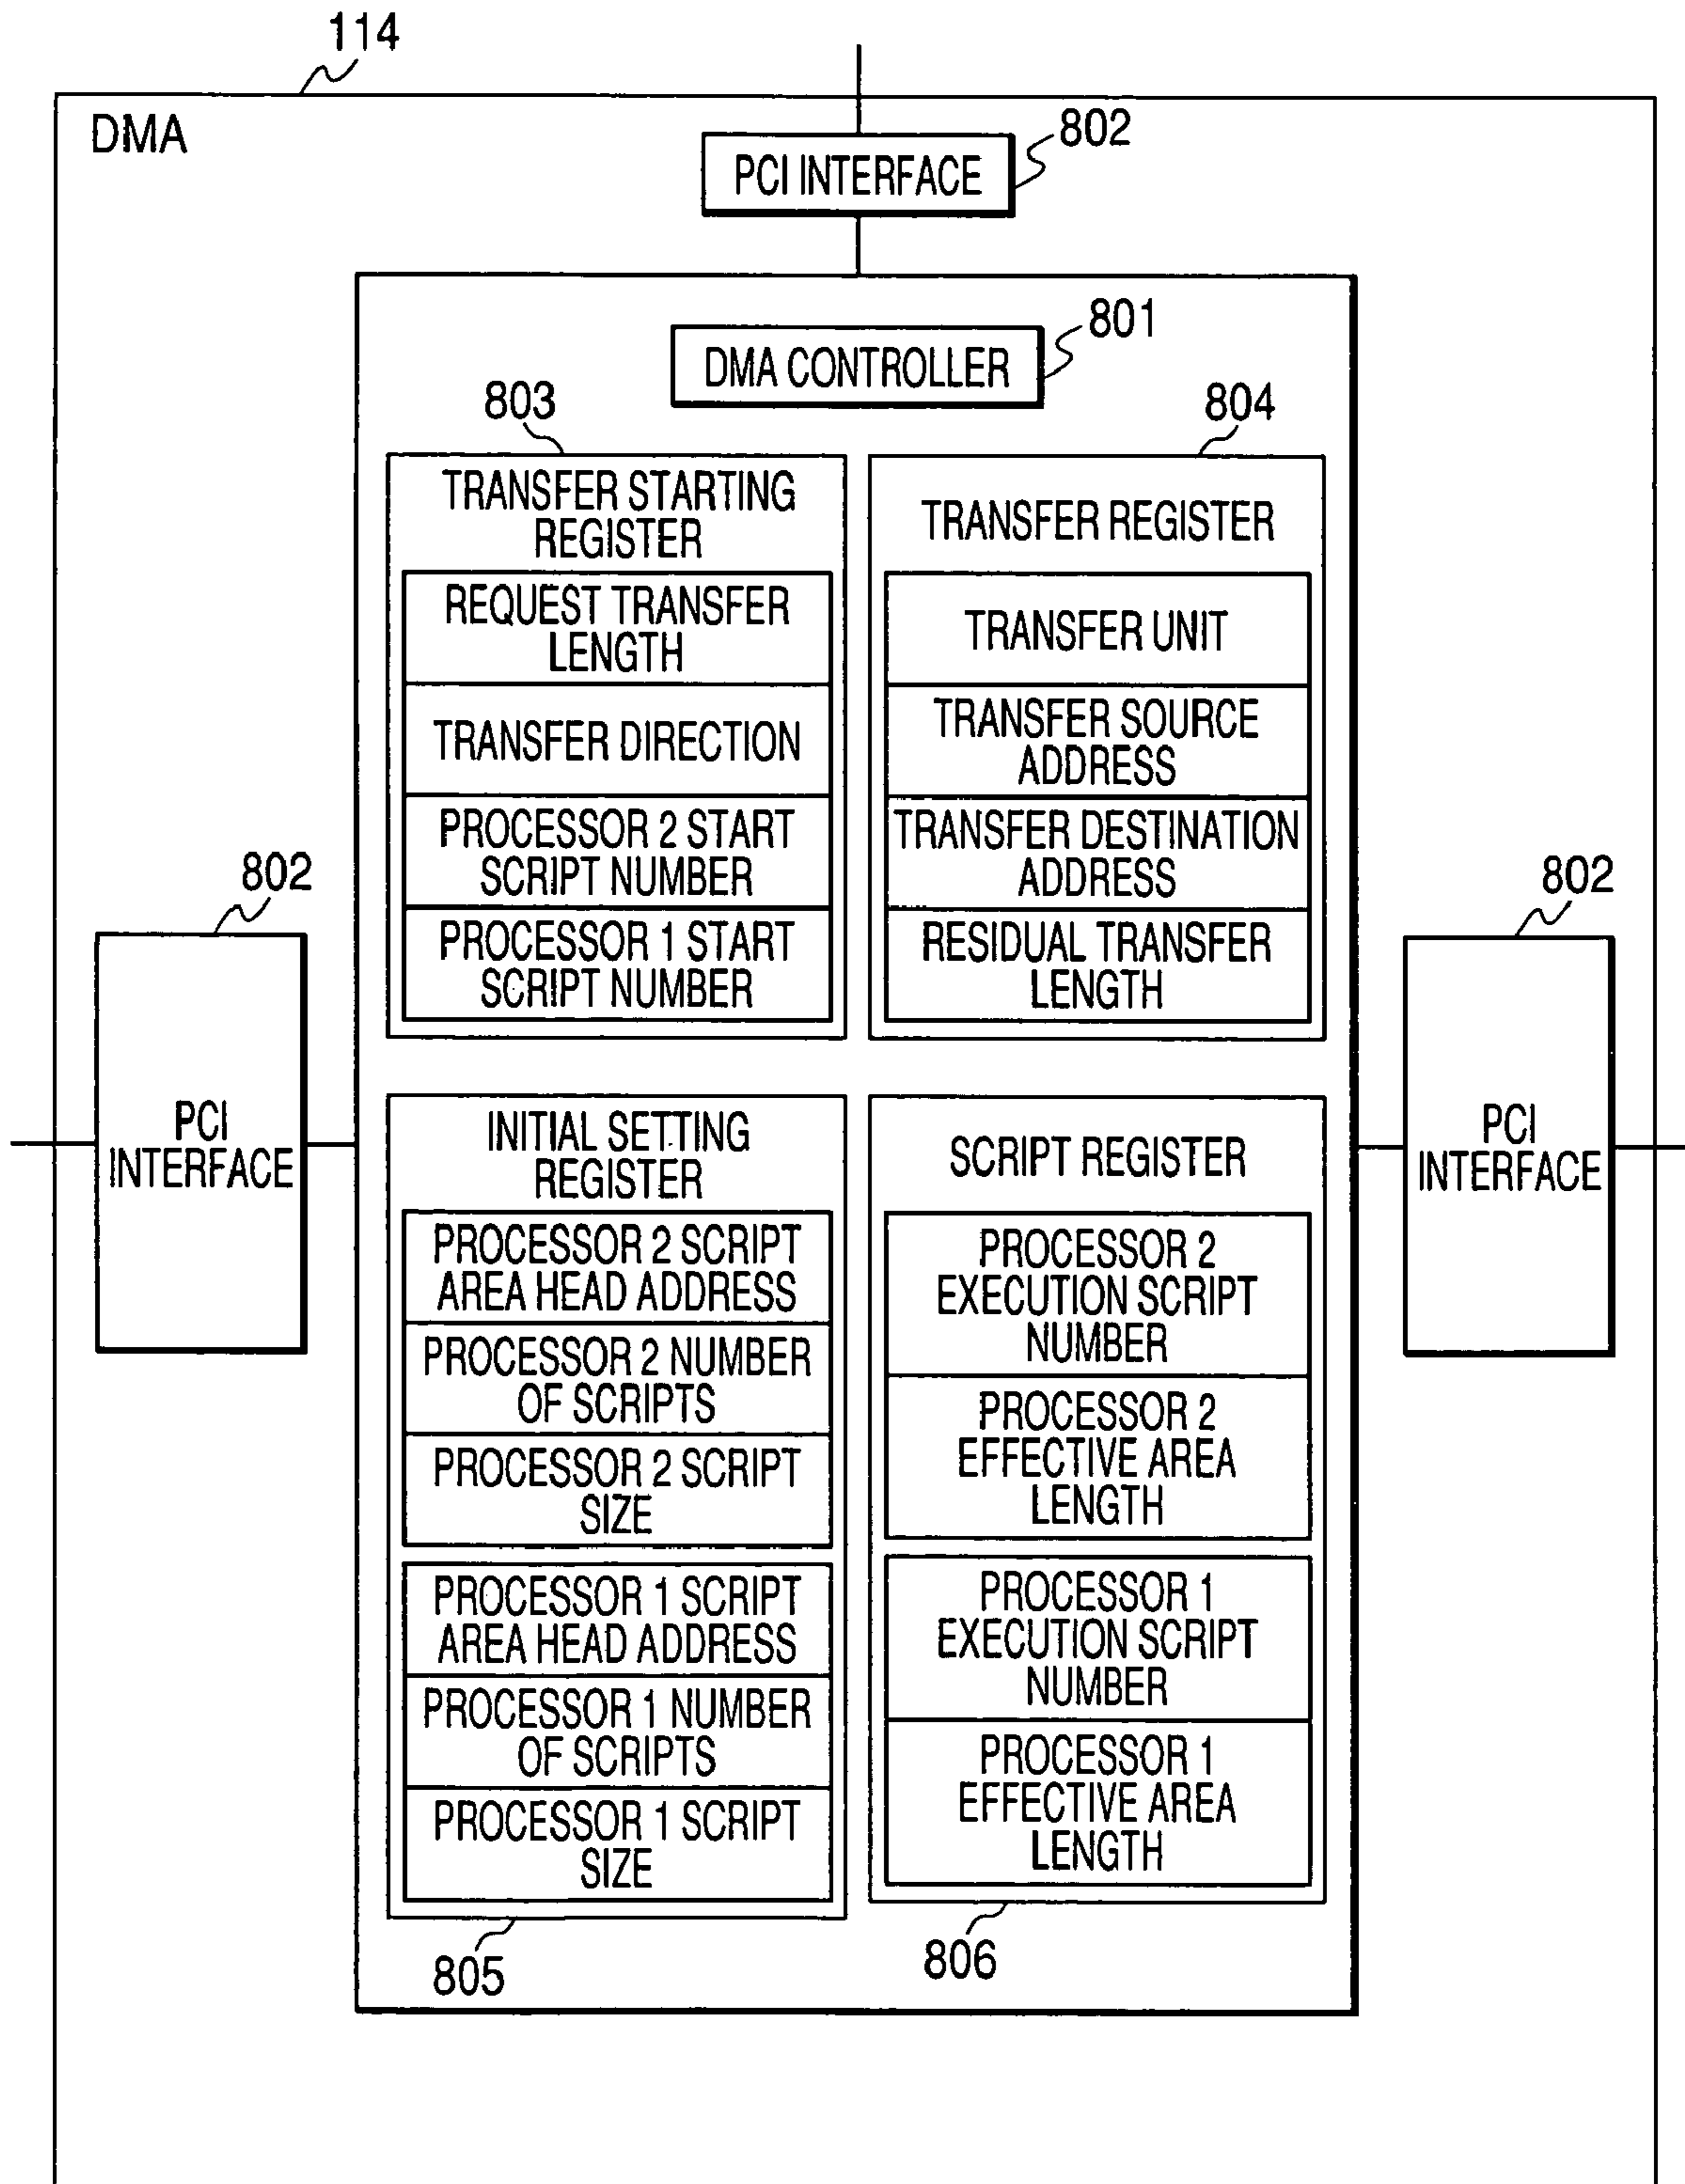 114
DMA
802
PCI INTERFACE
801
DMA CONTROLLER
803
TRANSFER STARTING
REGISTER
REQUEST TRANSFER
LENGTH
TRANSFER DIRECTION
PROCESSOR 2 START
SCRIPT NUMBER
PROCESSOR 1 START
SCRIPT NUMBER
804
TRANSFER REGISTER
TRANSFER UNIT
TRANSFER SOURCE
ADDRESS
TRANSFER DESTINATION
ADDRESS
RESIDUAL TRANSFER
LENGTH
802
PCI
INTERFACE
802
PCI
INTERFACE
INITIAL SETTING
REGISTER
PROCESSOR 2 SCRIPT
AREA HEAD ADDRESS
PROCESSOR 2 NUMBER
OF SCRIPTS
PROCESSOR 2 SCRIPT
SIZE
PROCESSOR 1 SCRIPT
AREA HEAD ADDRESS
PROCESSOR 1 NUMBER
OF SCRIPTS
PROCESSOR 1 SCRIPT
SIZE
805
SCRIPT REGISTER
PROCESSOR 2
EXECUTION SCRIPT
NUMBER
PROCESSOR 2
EFFECTIVE AREA
LENGTH
PROCESSOR 1
EXECUTION SCRIPT
NUMBER
PROCESSOR 1
EFFECTIVE AREA
LENGTH
806